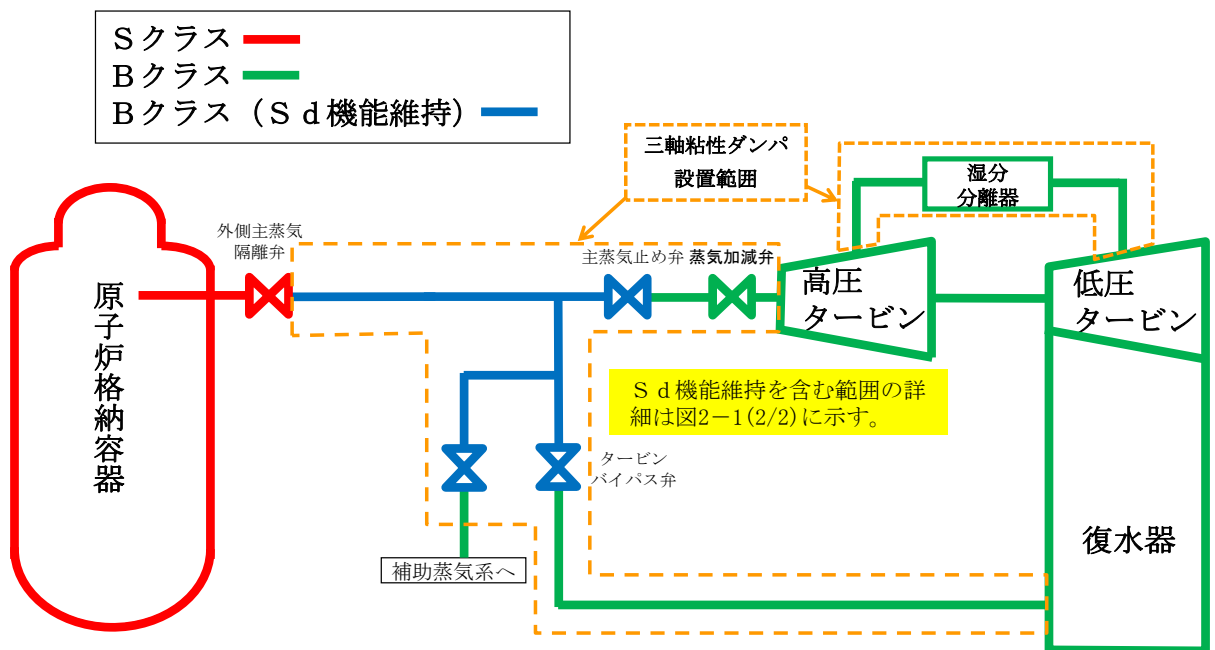 Ｓクラス
Ｂクラス
Ｂクラス（Ｓｄ機能維持）
三軸粘性ダンパ
設置範囲
湿分
分離器
外側主蒸気
隔離弁
主蒸気止め弁
蒸気加減弁
原子炉格納容器
高圧
タービン
低圧
タービン
Ｓｄ機能維持を含む範囲の詳
細は図2－1(2/2)に示す。
タービン
バイパス弁
復水器
補助蒸気系へ